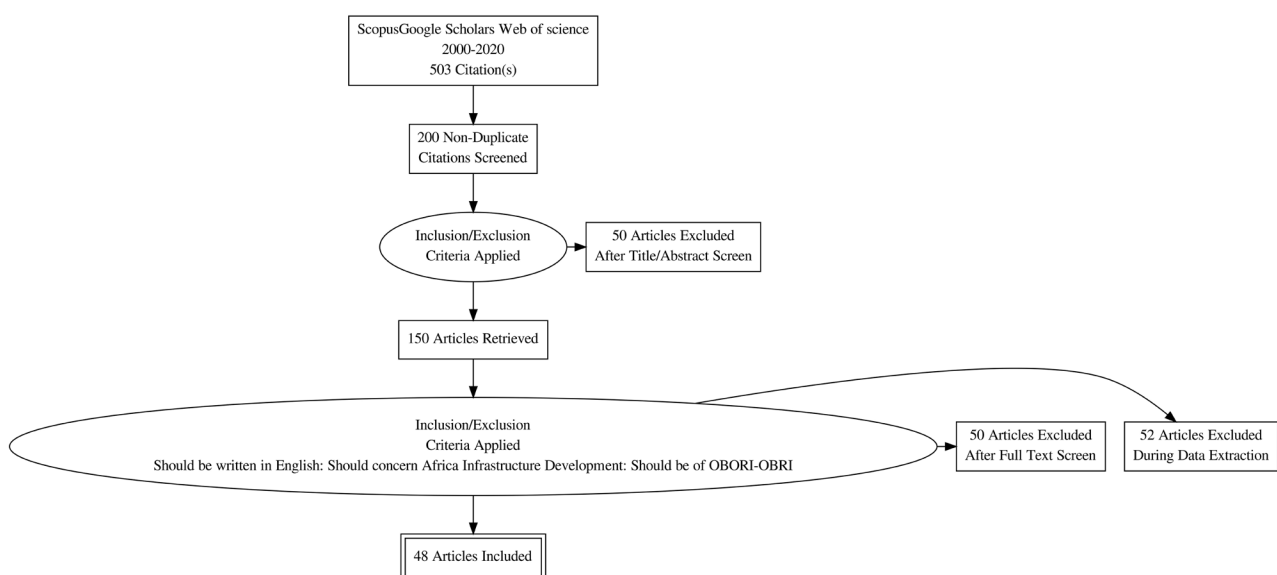 ScopusGoogle Scholars Web of science
2000-2020
503 Citation(s)
200 Non-Duplicate
Citations Screened
Inclusion/Exclusion
Criteria Applied
50 Articles Excluded
After Title/Abstract Screen
150 Articles Retrieved
Inclusion/Exclusion
Criteria Applied
Should be written in English: Should concern Africa Infrastructure Development: Should be of OBORI-OBRI
50 Articles Excluded
After Full Text Screen
52 Articles Excluded
During Data Extraction
48 Articles Included